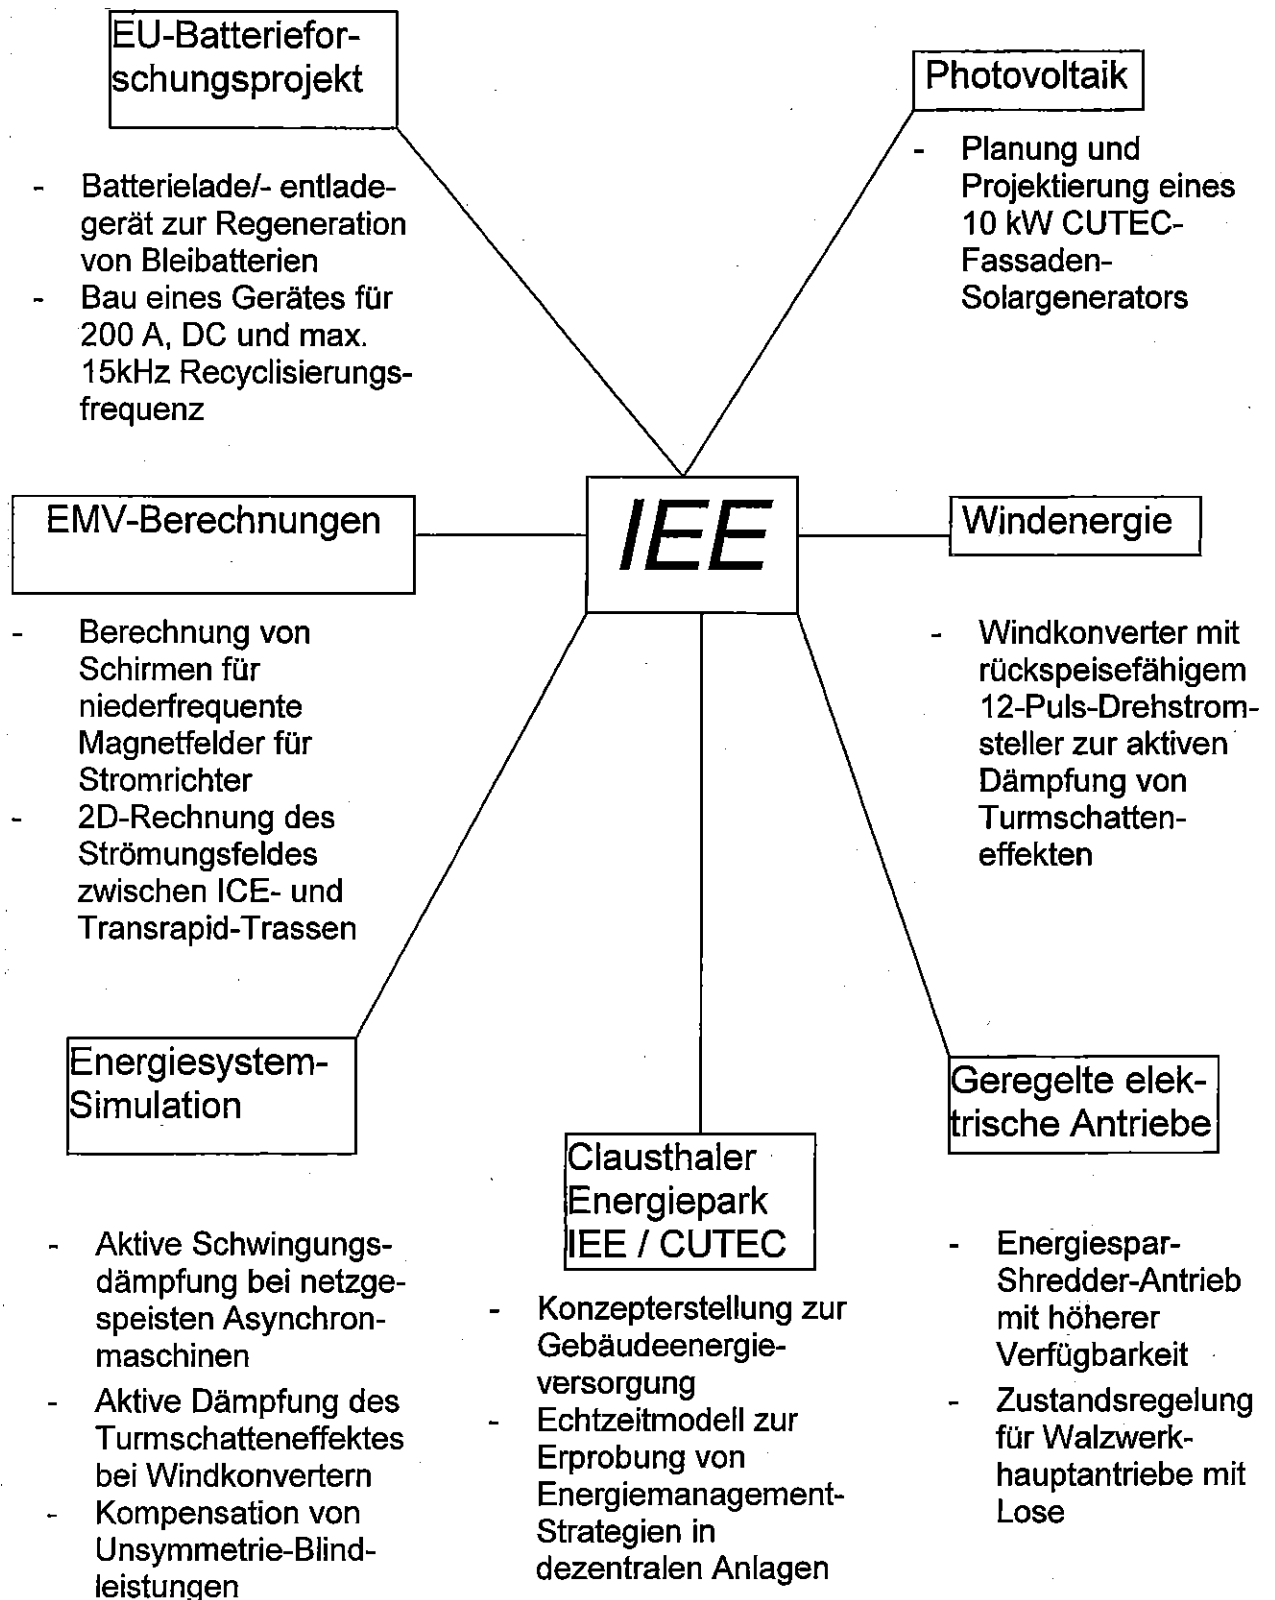 EU-Batteriefor-
schungsprojekt
- Batterielade/- entlade-
gerät zur Regeneration
von Bleibatterien
- Bau eines Gerätes für
200 A, DC und max.
15kHz Recyclisierungs-
frequenz
Photovoltaik
- Planung und
Projektierung eines
10 kW CUTEC-
Fassaden-
Solargenerators
EMV-Berechnungen
- Berechnung von
Schirmen für
niederfrequente
Magnetfelder für
Stromrichter
- 2D-Rechnung des
Strömungsfeldes
zwischen ICE- und
Transrapid-Trassen
IEE
Windenergie
- Windkonverter mit
rückspeisefähigem
12-Puls-Drehstrom-
steller zur aktiven
Dämpfung von
Turmschatten-
effekten
Energiesystem-
Simulation
- Aktive Schwingungs-
dämpfung bei netzge-
speisten Asynchron-
maschinen
- Aktive Dämpfung des
Turmschatteneffektes
bei Windkonvertern
- Kompensation von
Unsymmetrie-Blind-
leistungen
Clausthaler
Energiepark
IEE / CUTEC
- Konzepterstellung zur
Gebäudeenergie-
versorgung
- Echtzeitmodell zur
Erprobung von
Energiemanagement-
Strategien in
dezentralen Anlagen
Geregelte elek-
trische Antriebe
- Energiespar-
Shredder-Antrieb
mit höherer
Verfügbarkeit
- Zustandsregelung
für Walzwerk-
hauptantriebe mit
Lose